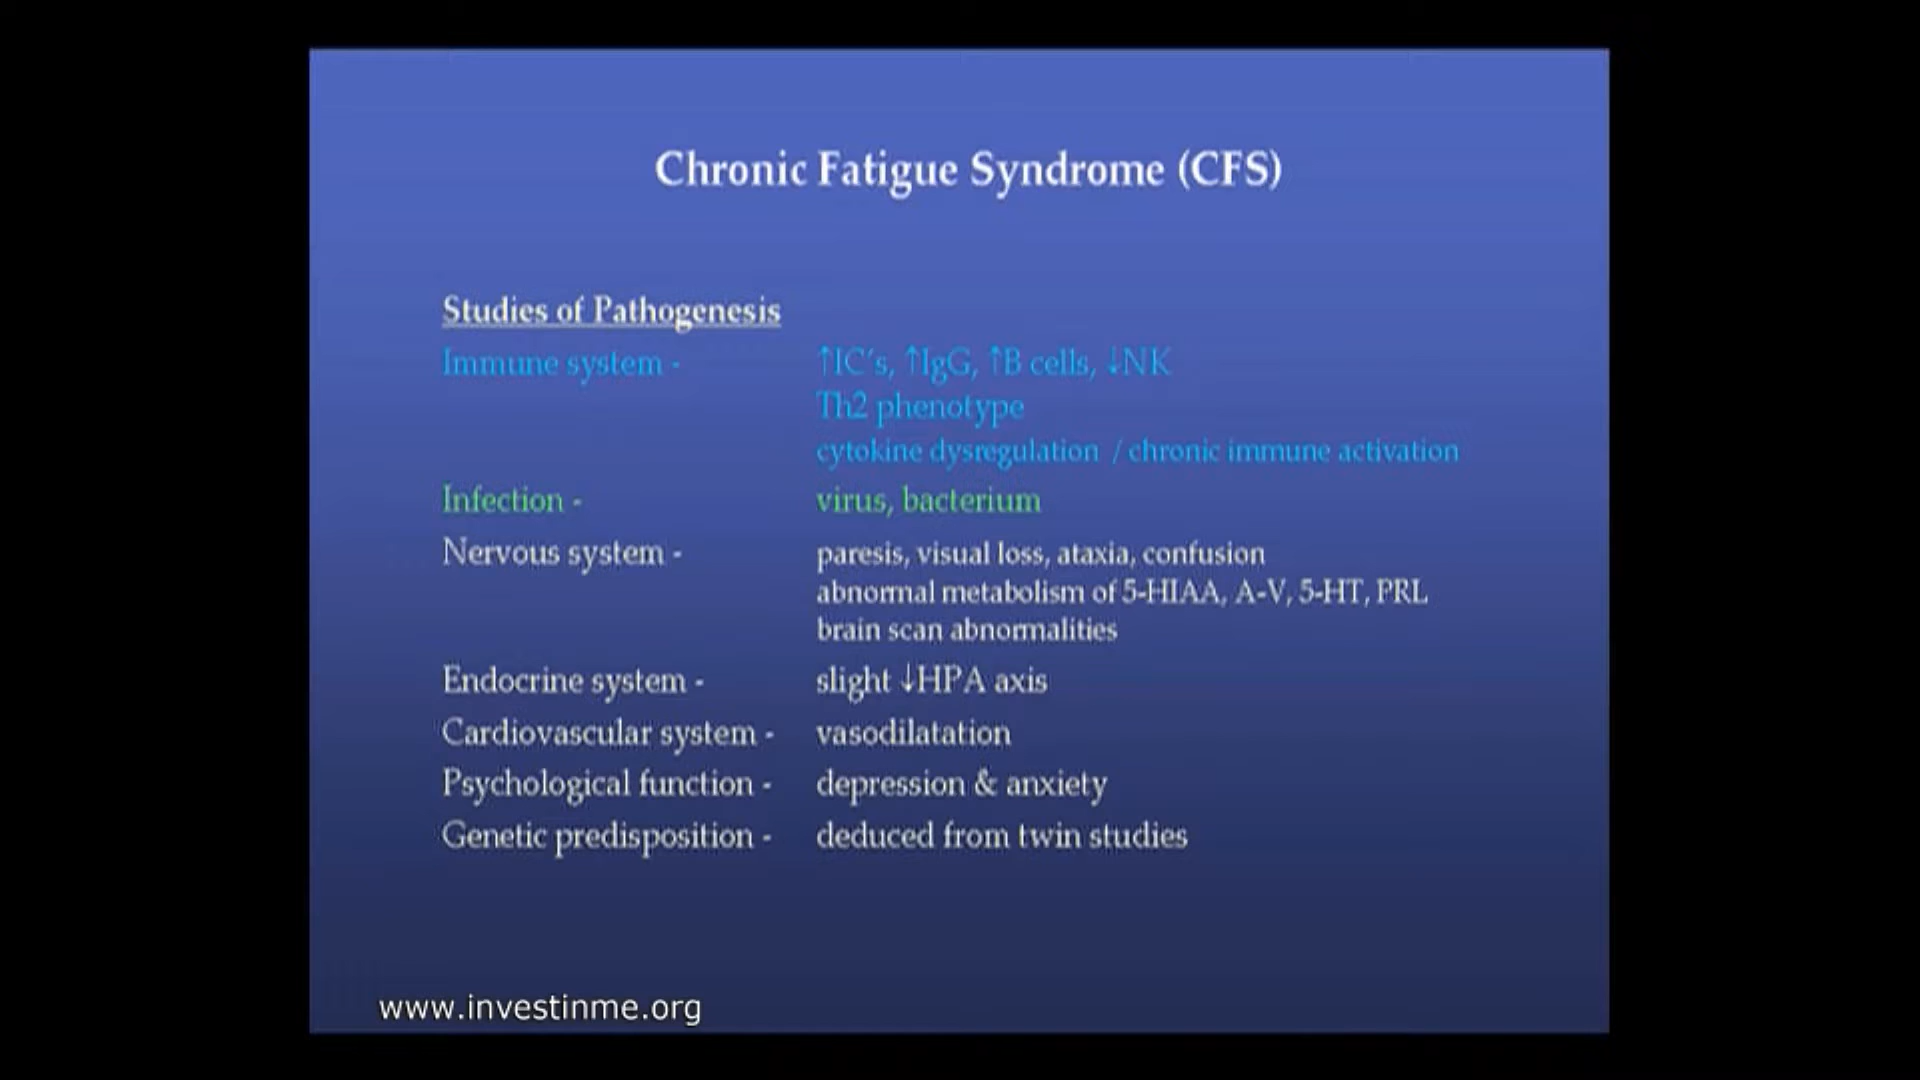 Chronic Fatigue Syndrome (CFS)
Studies of Pathogenesis
Immune system - ↑IC's, ↑IgG, ↑B cells, ↓NK
Th2 phenotype
cytokine dysregulation / chronic immune activation
Infection - virus, bacterium
Nervous system - paresis, visual loss, ataxia, confusion
abnormal metabolism of 5-HIAA, A-V, 5-HT, PRL
brain scan abnormalities
Endocrine system - slight ↓HPA axis
Cardiovascular system - vasodilatation
Psychological function - depression & anxiety
Genetic predisposition - deduced from twin studies
www.investinme.org